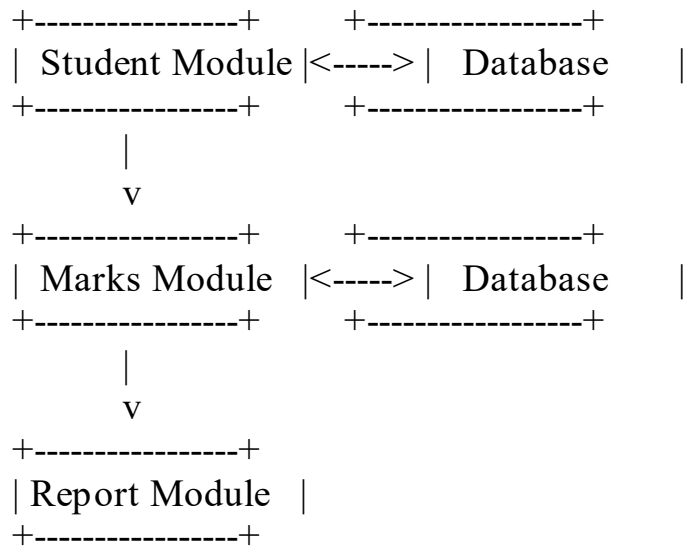 +-----------------+ +------------------+
| Student Module |<-----> | Database |
+-----------------+ +------------------+
|
v
+-----------------+ +------------------+
| Marks Module |<-----> | Database |
+-----------------+ +------------------+
|
v
+-----------------+
| Report Module |
+-----------------+